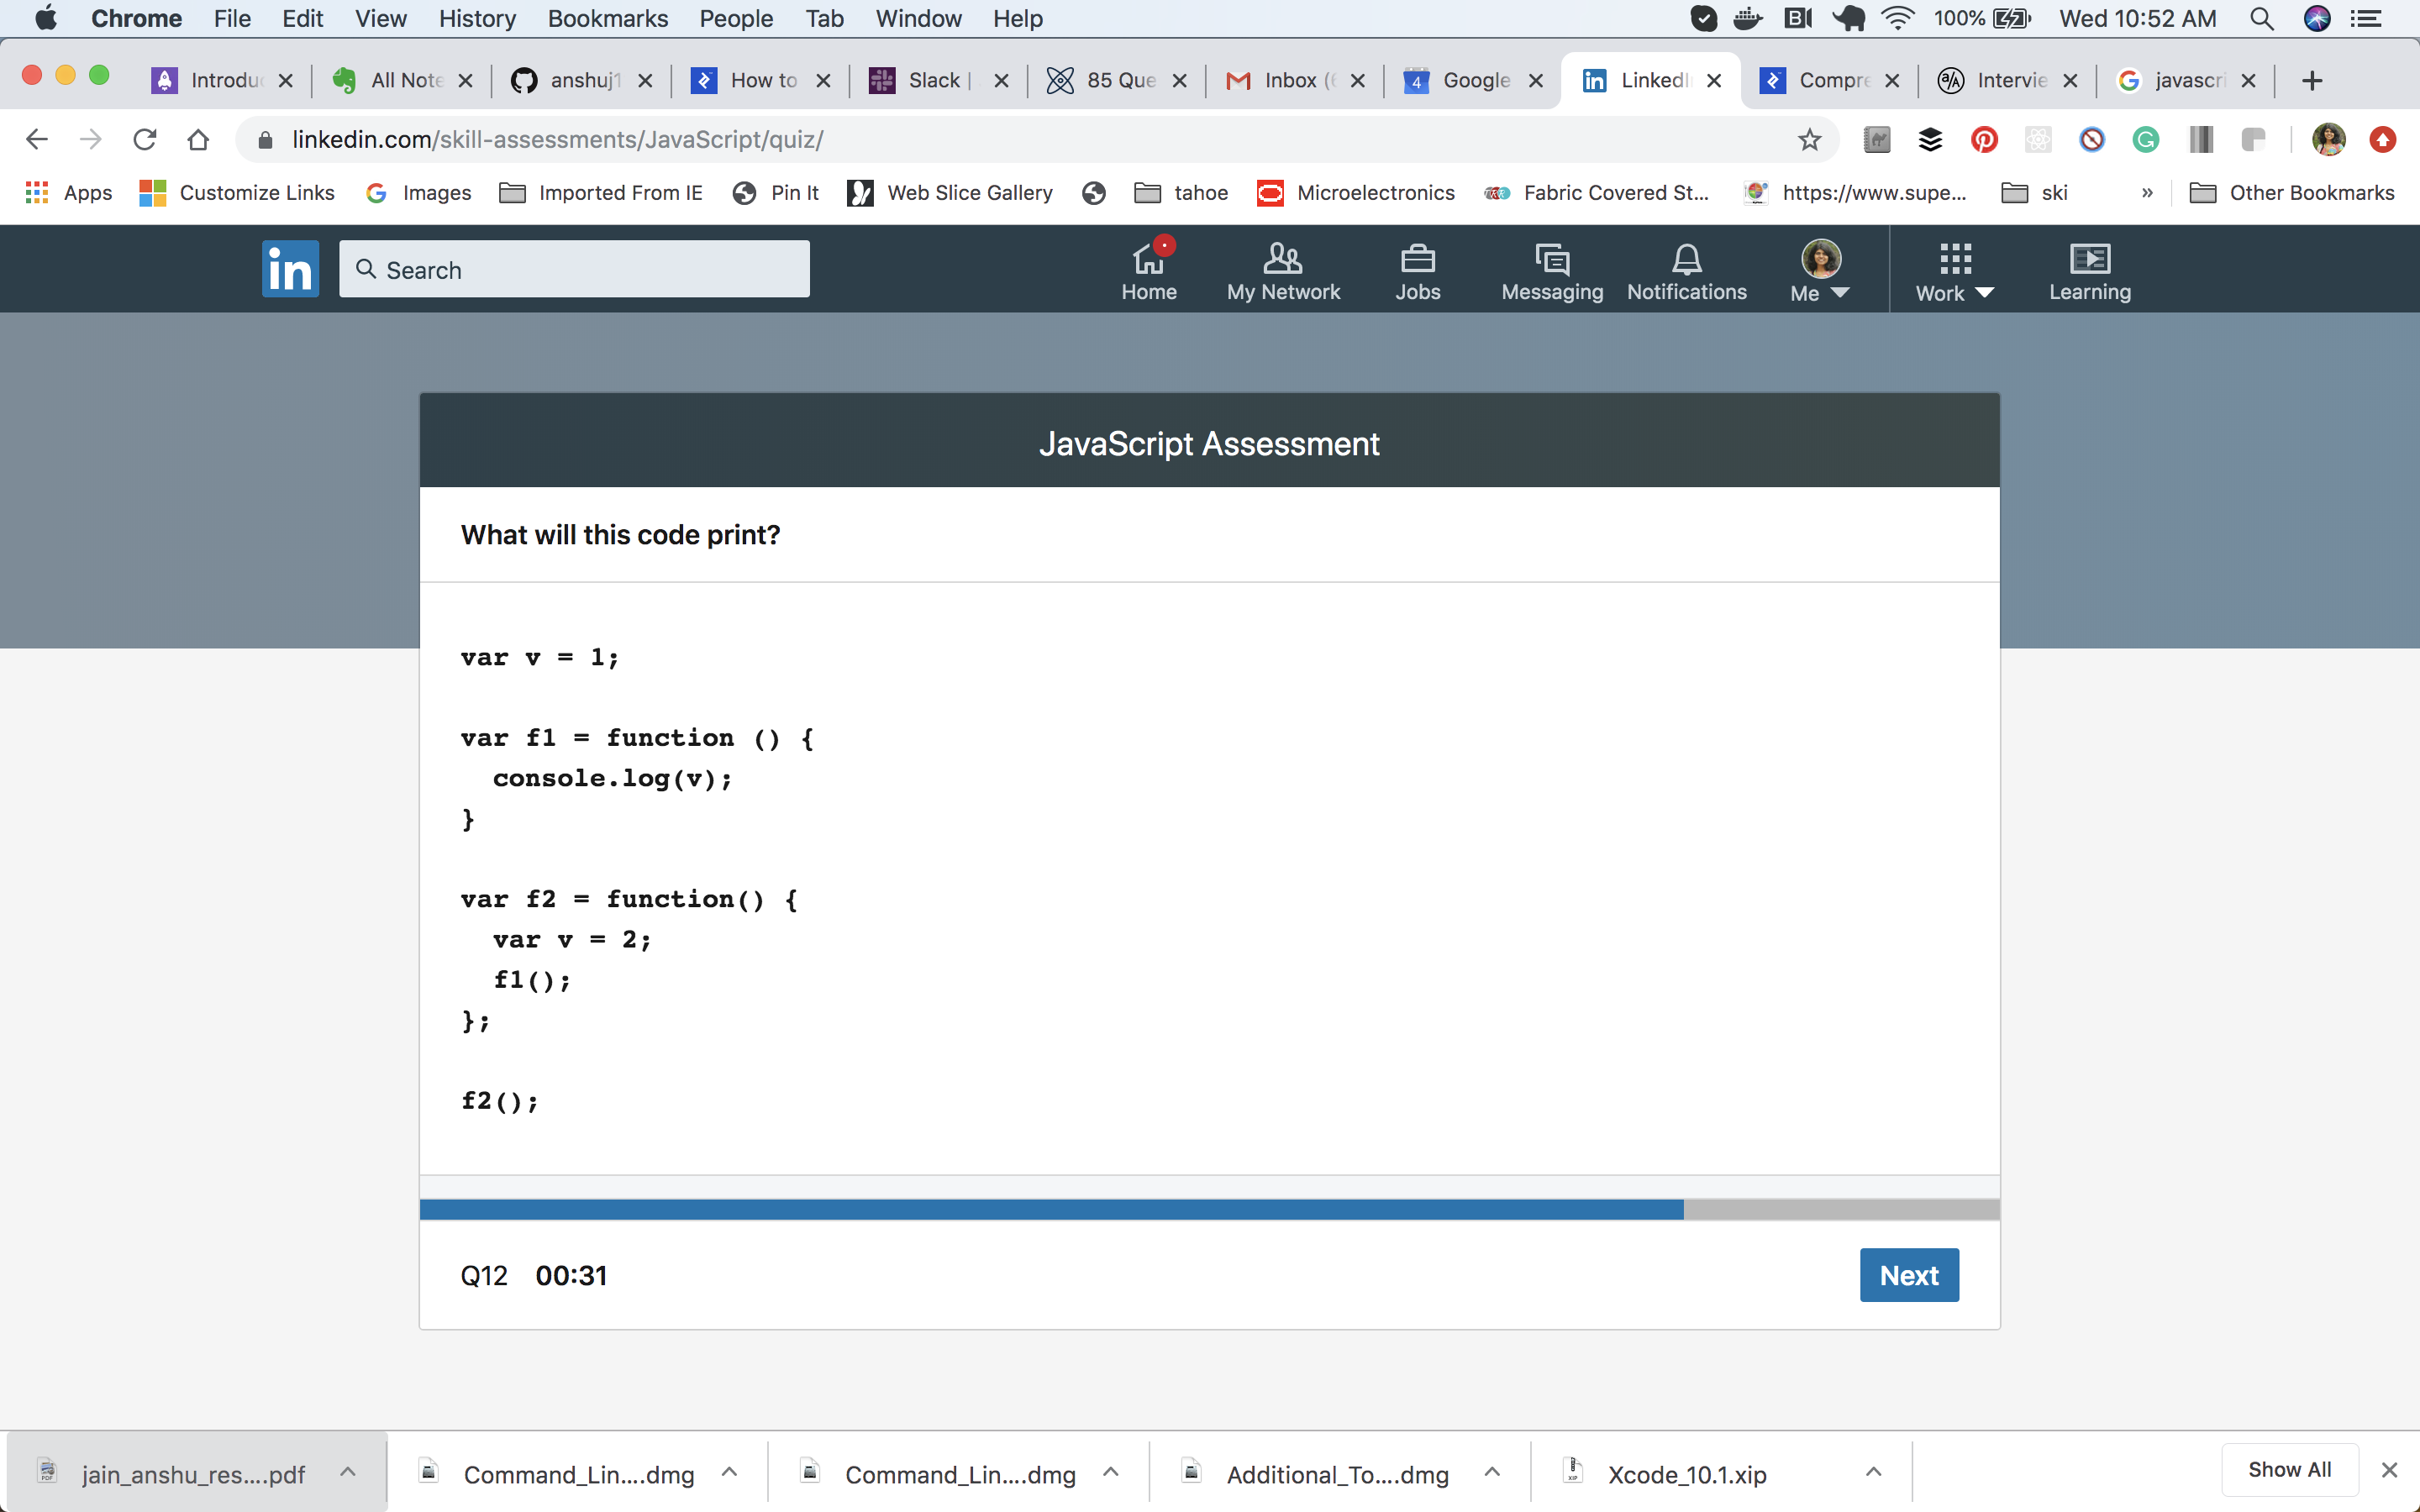 Chrome File Edit View History Bookmarks People Tab Window Help 100% Wed 10:52 AM
Introduc All Note anshuj1 How to Slack | 85 Que Inbox (6 Google LinkedIn Compre Intervie javascri
linkedin.com/skill-assessments/JavaScript/quiz/
Apps Customize Links Images Imported From IE Pin It Web Slice Gallery tahoe Microelectronics Fabric Covered St... https://www.supe... ski » Other Bookmarks
in Search Home My Network Jobs Messaging Notifications Me Work Learning
JavaScript Assessment
What will this code print?
var v = 1;
var f1 = function () {
console.log(v);
}
var f2 = function() {
var v = 2;
f1();
};
f2();
Q12 00:31 Next
jain_anshu_res....pdf Command_Lin....dmg Command_Lin....dmg Additional_To....dmg Xcode_10.1.xip Show All